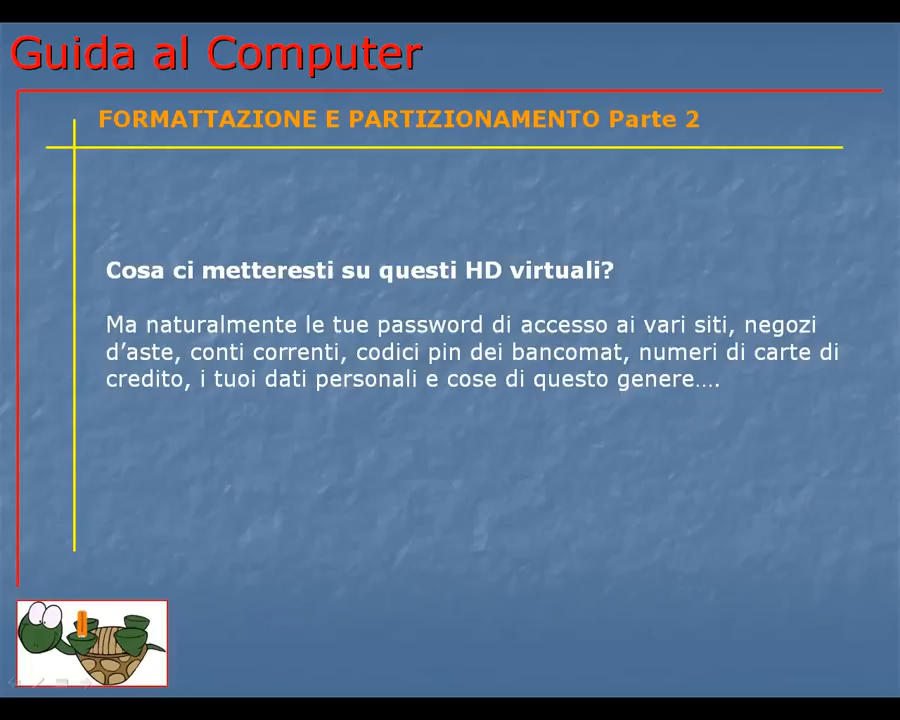 Guida al Computer
FORMATTAZIONE E PARTIZIONAMENTO Parte 2
Cosa ci metteresti su questi HD virtuali?
Ma naturalmente le tue password di accesso ai vari siti, negozi
d’aste, conti correnti, codici pin dei bancomat, numeri di carte di
credito, i tuoi dati personali e cose di questo genere….